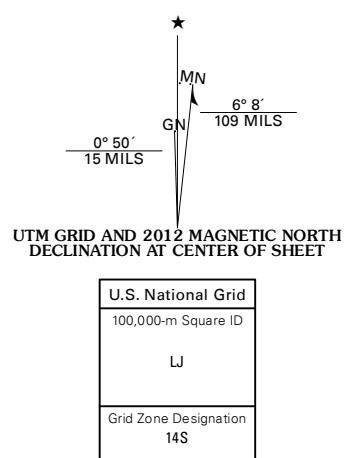 MN
GN
6° 8´
109 MILS
0° 50´
15 MILS
UTM GRID AND 2012 MAGNETIC NORTH
DECLINATION AT CENTER OF SHEET
U.S. National Grid
100,000-m Square ID
LJ
Grid Zone Designation
14S